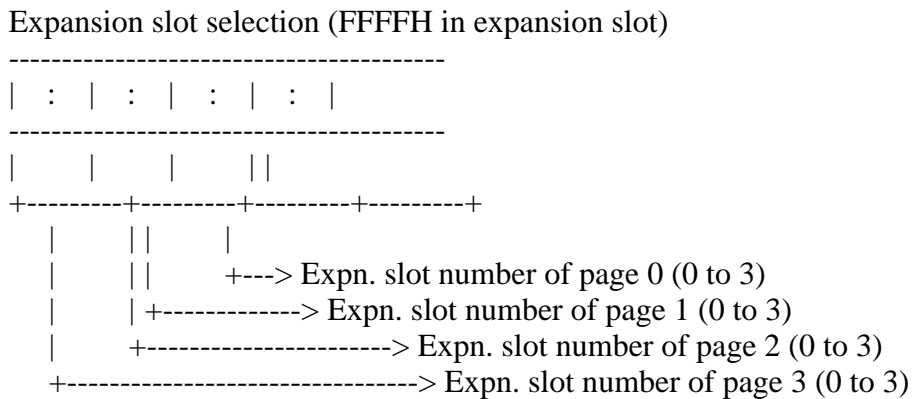 Expansion slot selection (FFFFH in expansion slot)
-----------------------------------------
| : | : | : | : |
-----------------------------------------
| | | | |
+---------+---------+---------+---------+
| | | |
| | | +---> Expn. slot number of page 0 (0 to 3)
| | +-------------> Expn. slot number of page 1 (0 to 3)
| +-----------------------> Expn. slot number of page 2 (0 to 3)
+---------------------------------> Expn. slot number of page 3 (0 to 3)